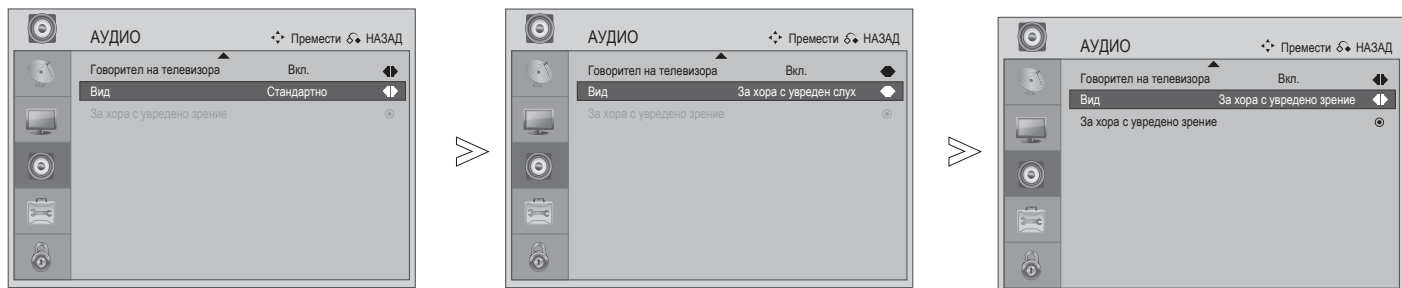 АУДИО
Премести НАЗАД
Говорител на телевизора Вкл.
Вид Стандартно
За хора с увредено зрение
АУДИО
Премести НАЗАД
Говорител на телевизора Вкл.
Вид За хора с увреден слух
За хора с увредено зрение
АУДИО
Премести НАЗАД
Говорител на телевизора Вкл.
Вид За хора с увредено зрение
За хора с увредено зрение